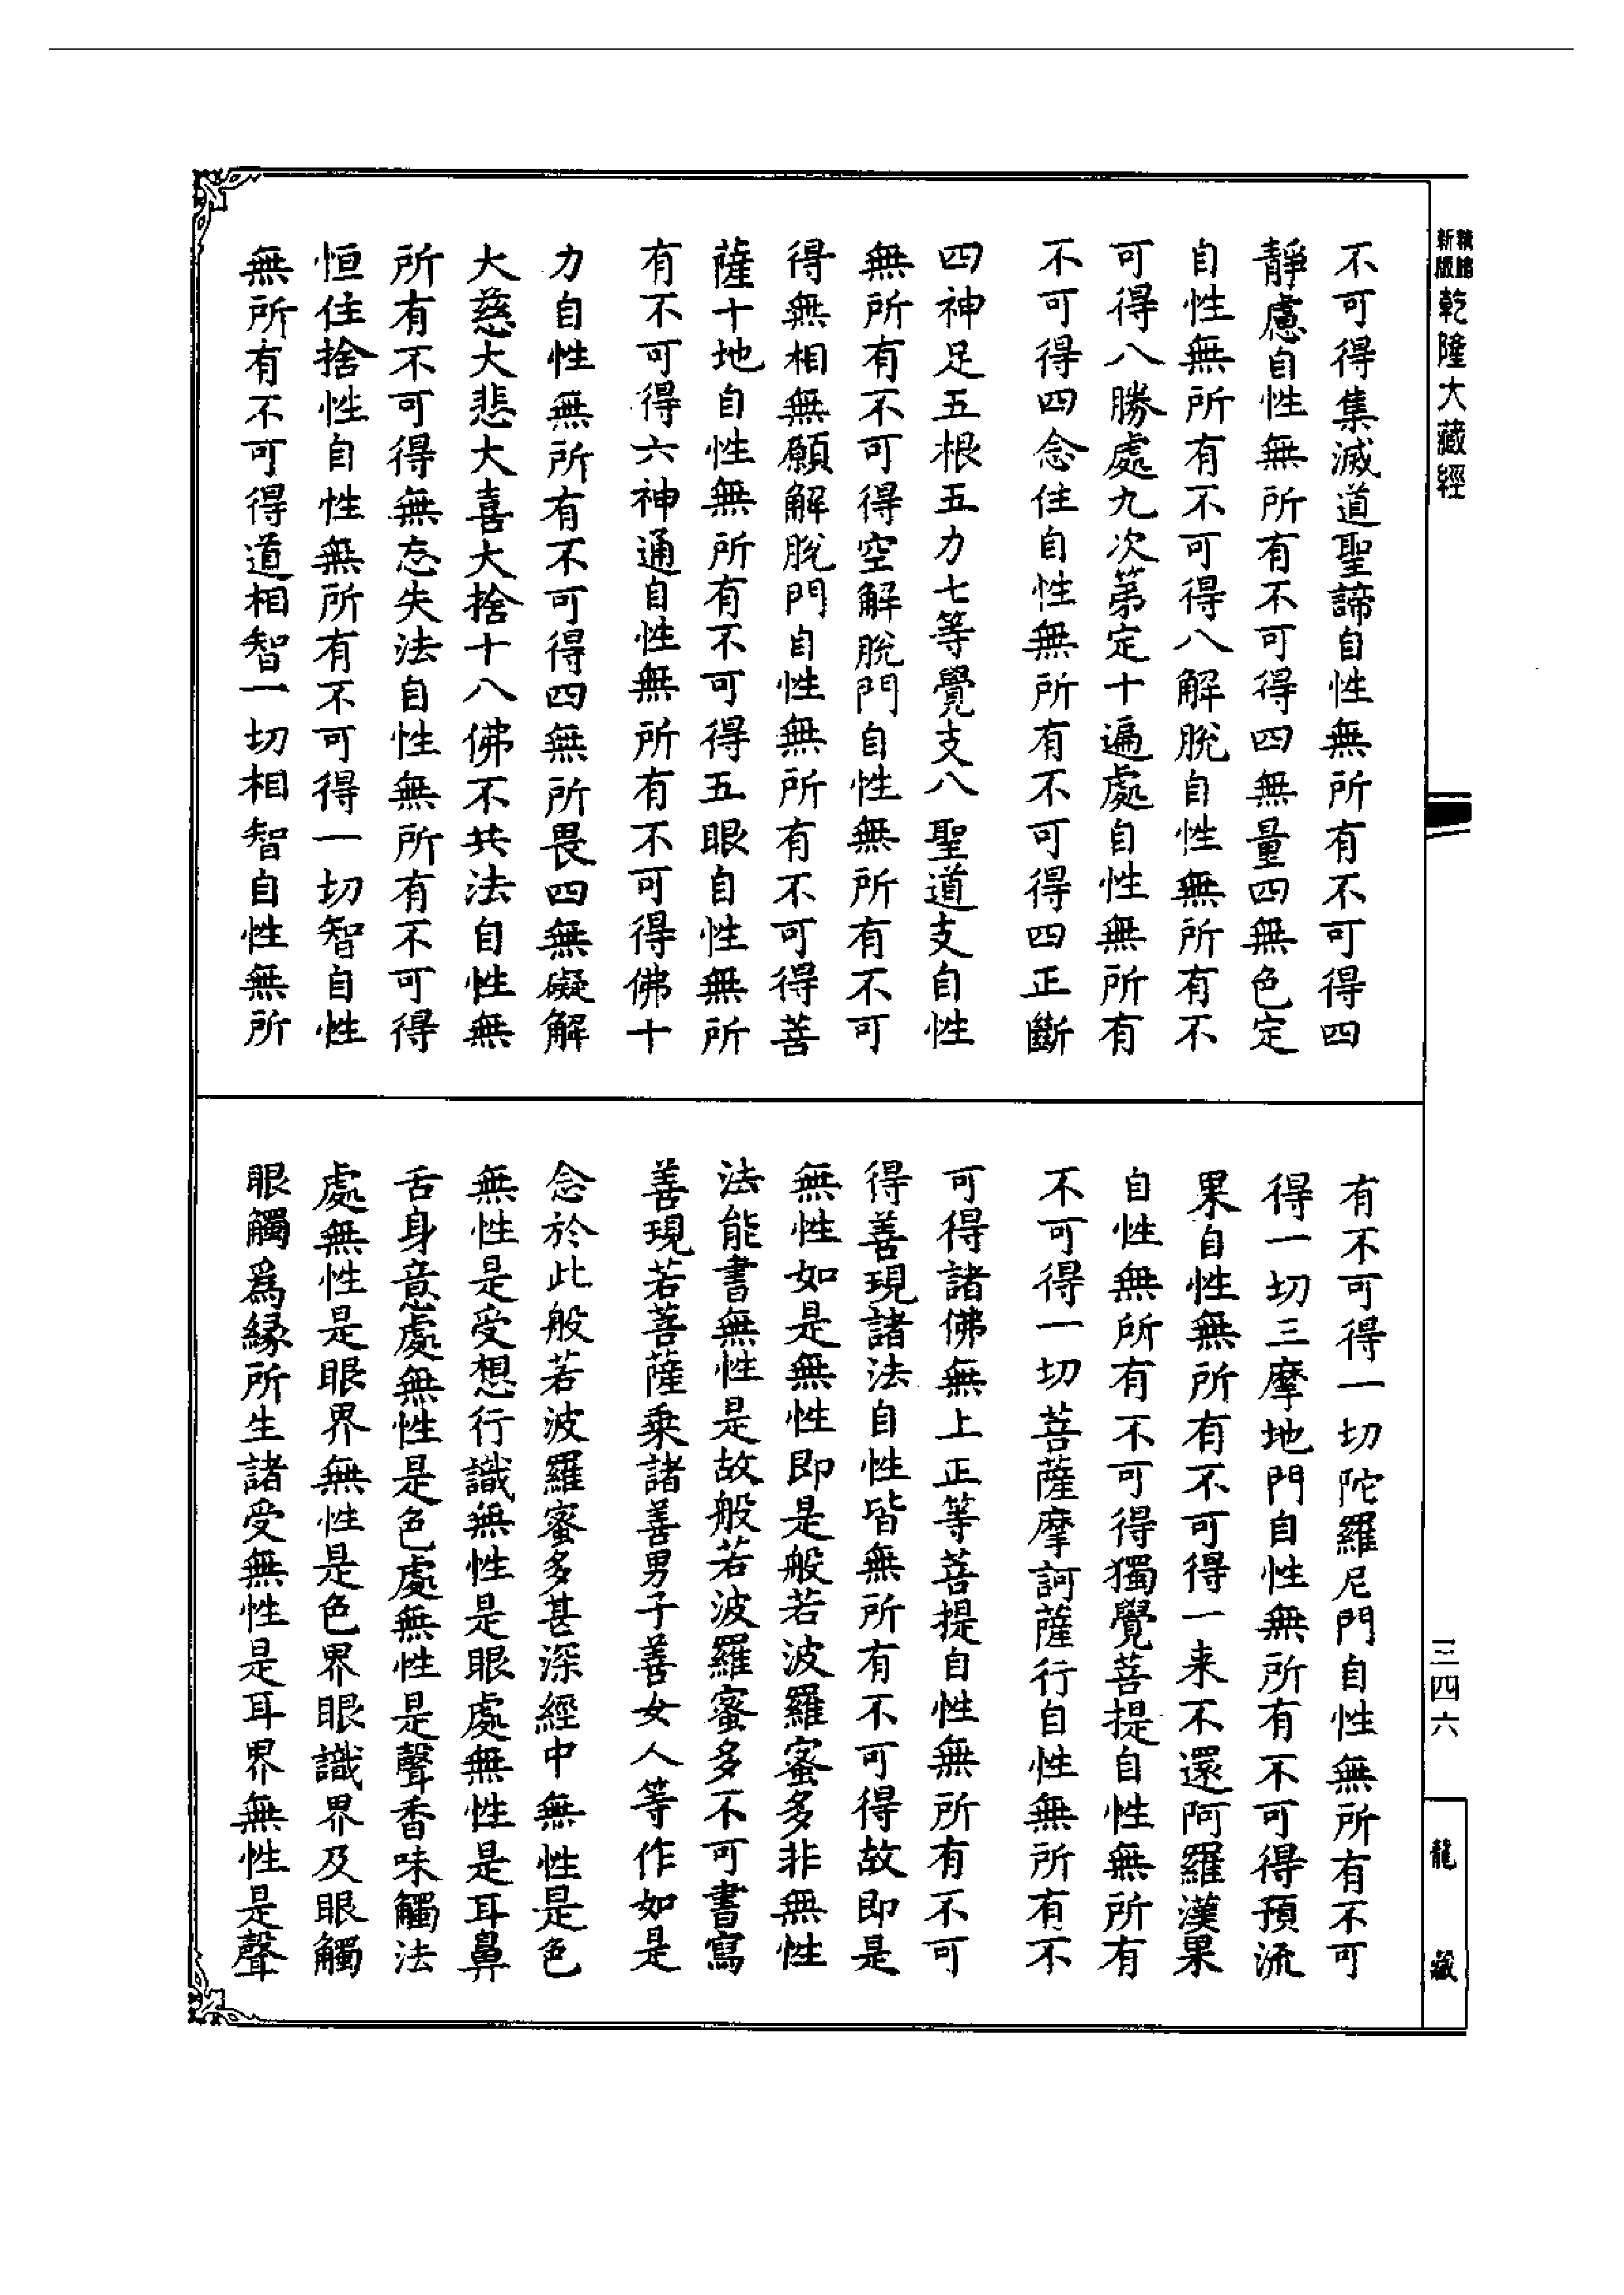 新版
乾隆大藏經
不可得集滅道聖諦自性無所有不可得四
靜慮自性無所有不可得四無量四無色定
自性無所有不可得八解脫自性無所有不
可得八勝處九次第定十遍處自性無所有
不可得四念住自性無所有不可得四正斷
四神足五根五力七等覺支八聖道支自性
無所有不可得空解脫門自性無所有不可
得無相無願解脫門自性無所有不可得菩
薩十地自性無所有不可得五眼自性無所
有不可得六神通自性無所有不可得佛十
力自性無所有不可得四無所畏四無礙解
大慈大悲大喜大捨十八佛不共法自性無
所有不可得無忘失法自性無所有不可得
恒住捨性自性無所有不可得一切智自性
無所有不可得道相智一切相智自性無所
有不可得一切陀羅尼門自性無所有不可
得一切三摩地門自性無所有不可得預流
果自性無所有不可得一来不還阿羅漢果
自性無所有不可得獨覺菩提自性無所有
不可得一切菩薩摩訶薩行自性無所有不
可得諸佛無上正等菩提自性無所有不可
得善現諸法自性皆無所有不可得故即是
無性如是無性即是般若波羅蜜多非無性
法能書無性是故般若波羅蜜多不可書寫
善現若菩薩乘諸善男子善女人等作如是
念於此般若波羅蜜多甚深經中無性是色
無性是受想行識無性是眼處無性是耳鼻
舌身意處無性是色處無性是聲香味觸法
處無性是眼界無性是色界眼識界及眼觸
眼觸爲緣所生諸受無性是耳界無性是聲
三四六
龍藏